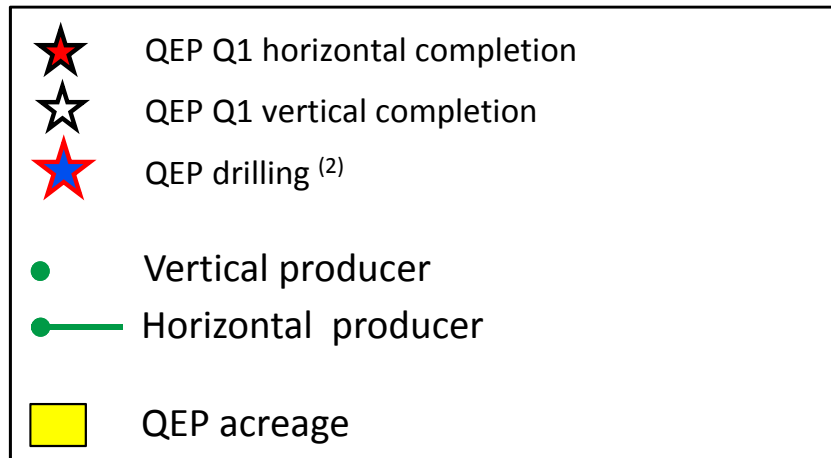 QEP Q1 horizontal completion
QEP Q1 vertical completion
QEP drilling (2)
Vertical producer
Horizontal  producer
QEP acreage